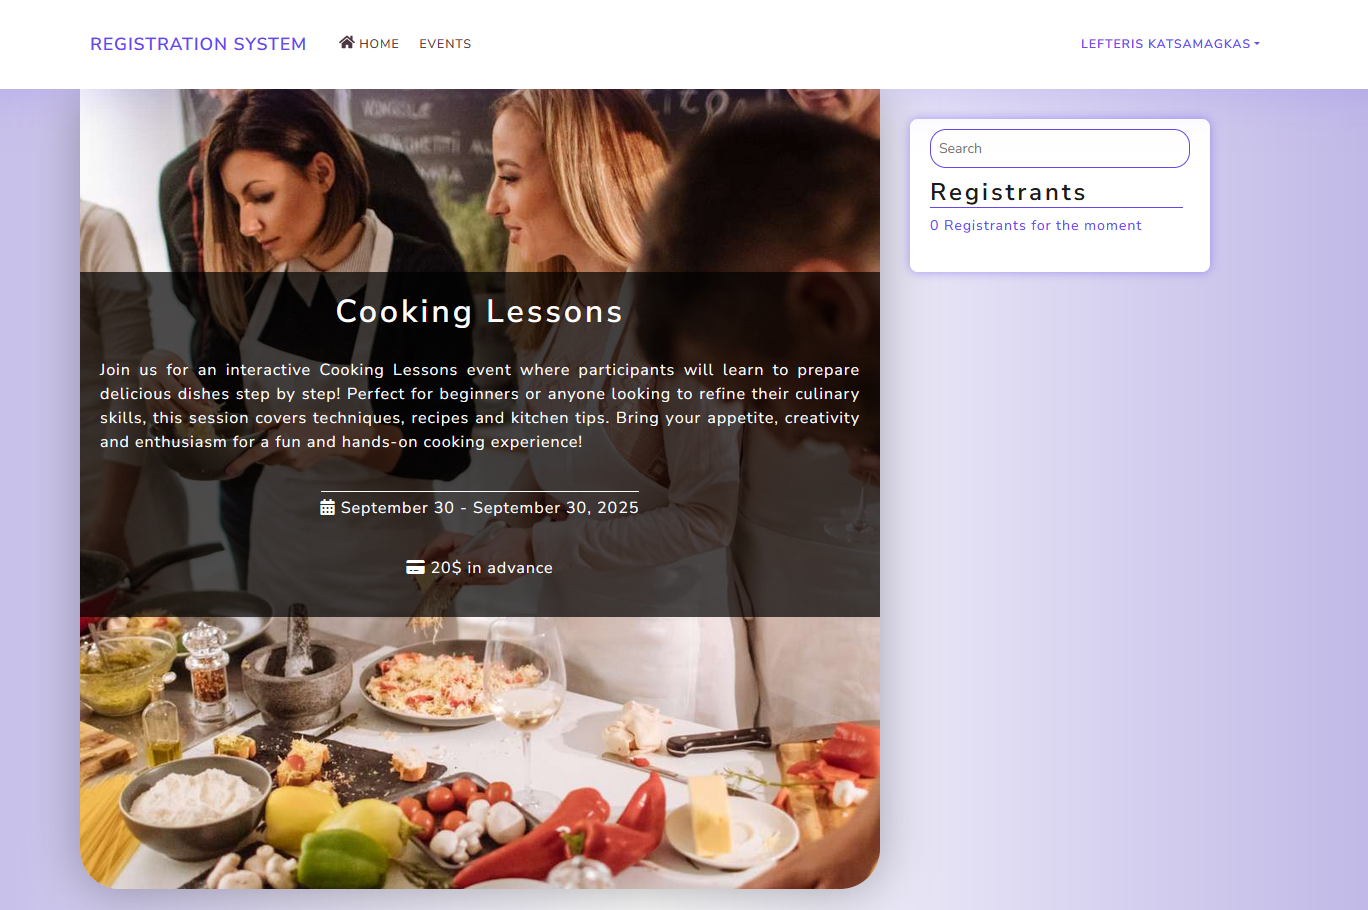 REGISTRATION SYSTEM HOME EVENTS LEFTERIS KATSAMAGKAS
Search
Registrants
0 Registrants for the moment
Cooking Lessons
Join us for an interactive Cooking Lessons event where participants will learn to prepare
delicious dishes step by step! Perfect for beginners or anyone looking to refine their culinary
skills, this session covers techniques, recipes and kitchen tips. Bring your appetite, creativity
and enthusiasm for a fun and hands-on cooking experience!
September 30 - September 30, 2025
20$ in advance